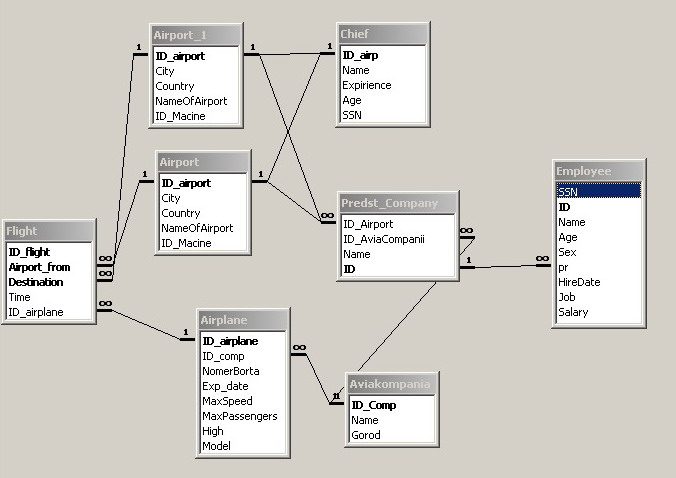 Airport_1
ID_airport
City
Country
NameOfAirport
ID_Macine
Chief
ID_airp
Name
Expirience
Age
SSN
Airport
ID_airport
City
Country
NameOfAirport
ID_Macine
Employee
SSN
ID
Name
Age
Sex
pr
HireDate
Job
Salary
Predst_Company
ID_Airport
ID_AviaCompanii
Name
ID
Flight
ID_flight
Airport_from
Destination
Time
ID_airplane
Airplane
ID_airplane
ID_comp
NomerBorta
Exp_date
MaxSpeed
MaxPassengers
High
Model
Aviakompania
ID_Comp
Name
Gorod
1
1
1
1
1
∞
∞
1
∞
∞
∞
∞
1
∞
1
1